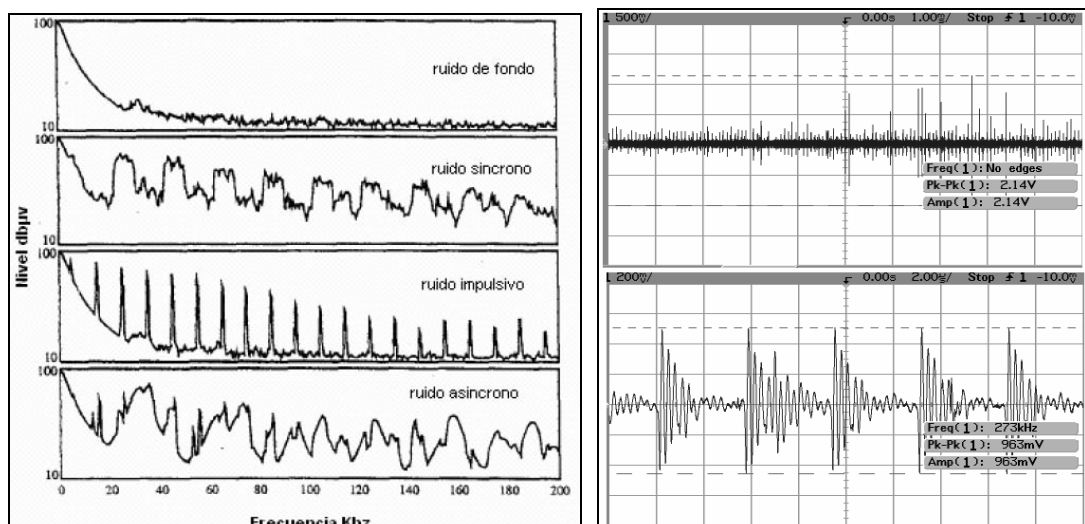 100
ruido de fondo
10
100
ruido sincrono
10
100
ruido impulsivo
10
100
ruido asincrono
10
0 20 40 60 80 100 120 140 160 180 200
Nivel dbµv
Frecuencia Khz
1 500mV/ 0.00s 1.00ms/ Stop 1 -10.0mV
Freq(1):No edges
Pk-Pk(1): 2.14V
Amp(1): 2.14V
1 200mV/ 0.00s Stop 1 -10.0mV
Freq(1): 273kHz
Pk-Pk(1): 963mV
Amp(1): 963mV